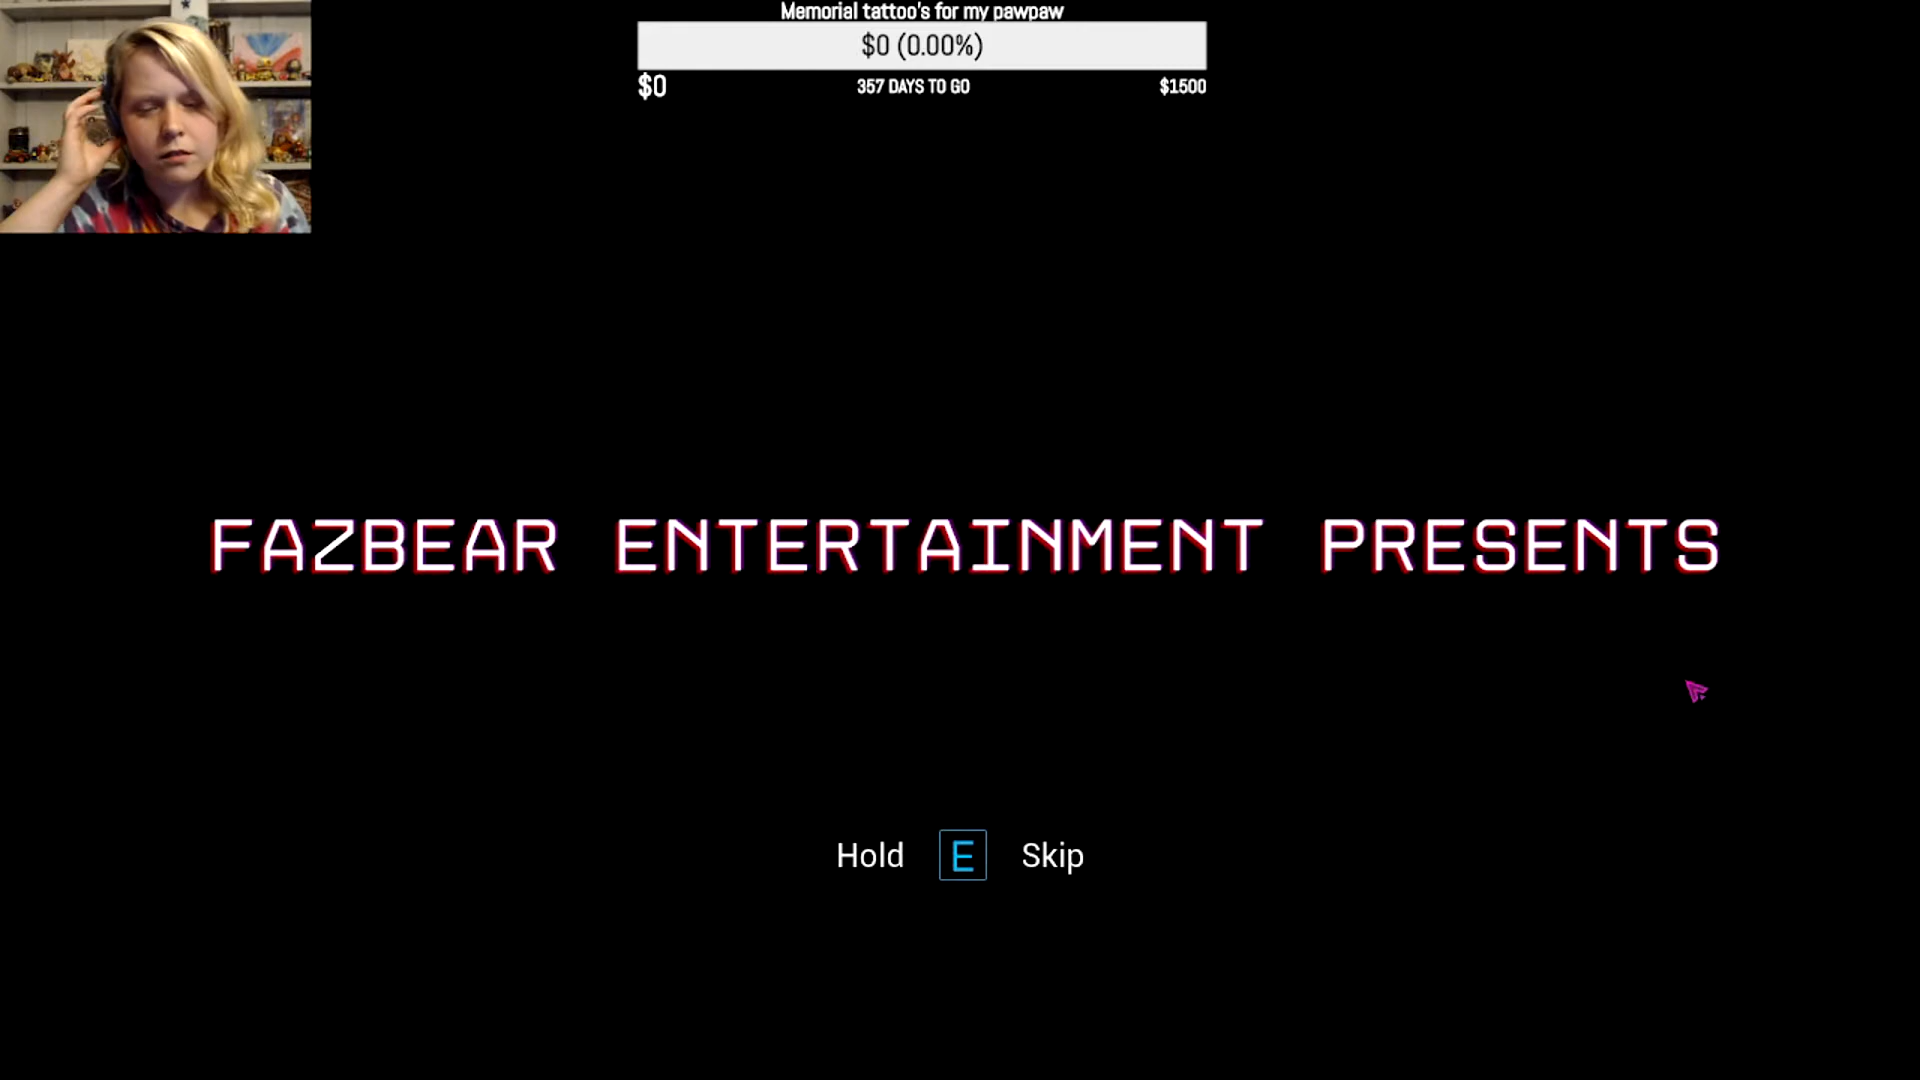 Memorial tattoo's for my pawpaw
$0 (0.00%)
$0 357 DAYS TO GO $1500
FAZBEAR ENTERTAINMENT PRESENTS
Hold E Skip